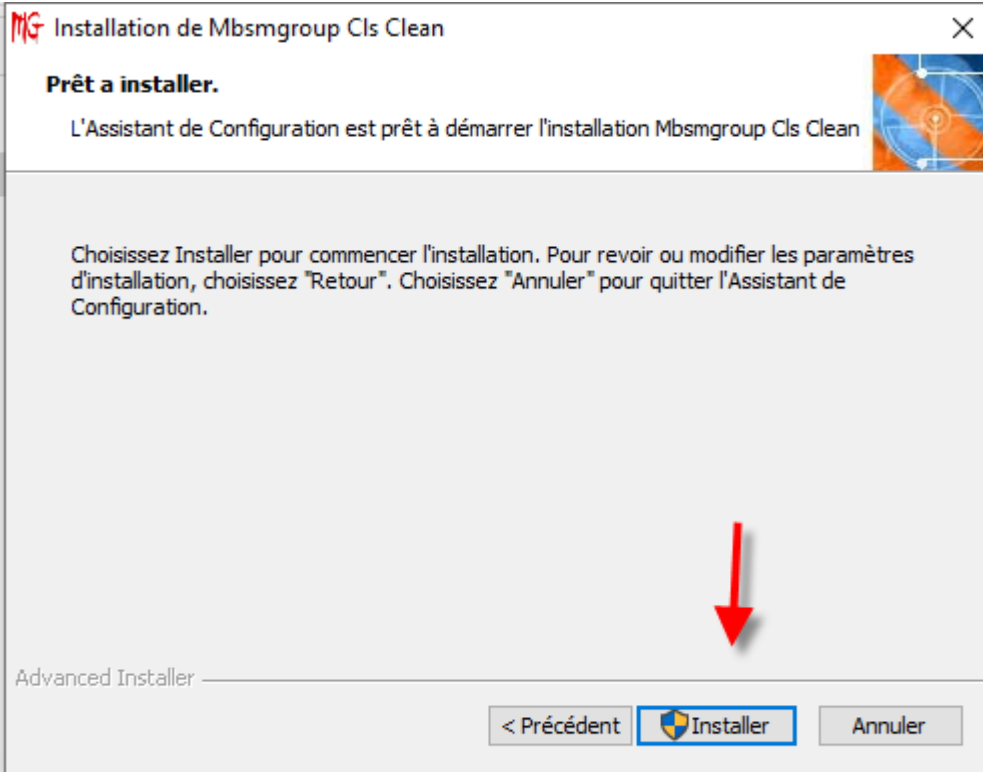 MG Installation de Mbsmgroup Cls Clean
Prêt a installer.
L'Assistant de Configuration est prêt à démarrer l'installation Mbsmgroup Cls Clean
Choisissez Installer pour commencer l'installation. Pour revoir ou modifier les paramètres
d'installation, choisissez "Retour". Choisissez "Annuler" pour quitter l'Assistant de
Configuration.
Advanced Installer
< Précédent
Installer
Annuler